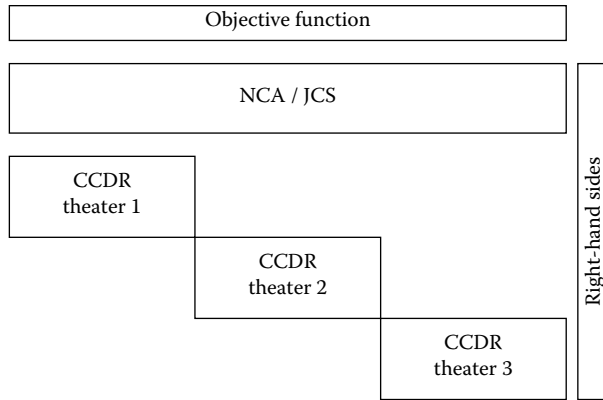 Objective function
NCA / JCS
CCDR
theater 1
CCDR
theater 2
CCDR
theater 3
Right-hand sides